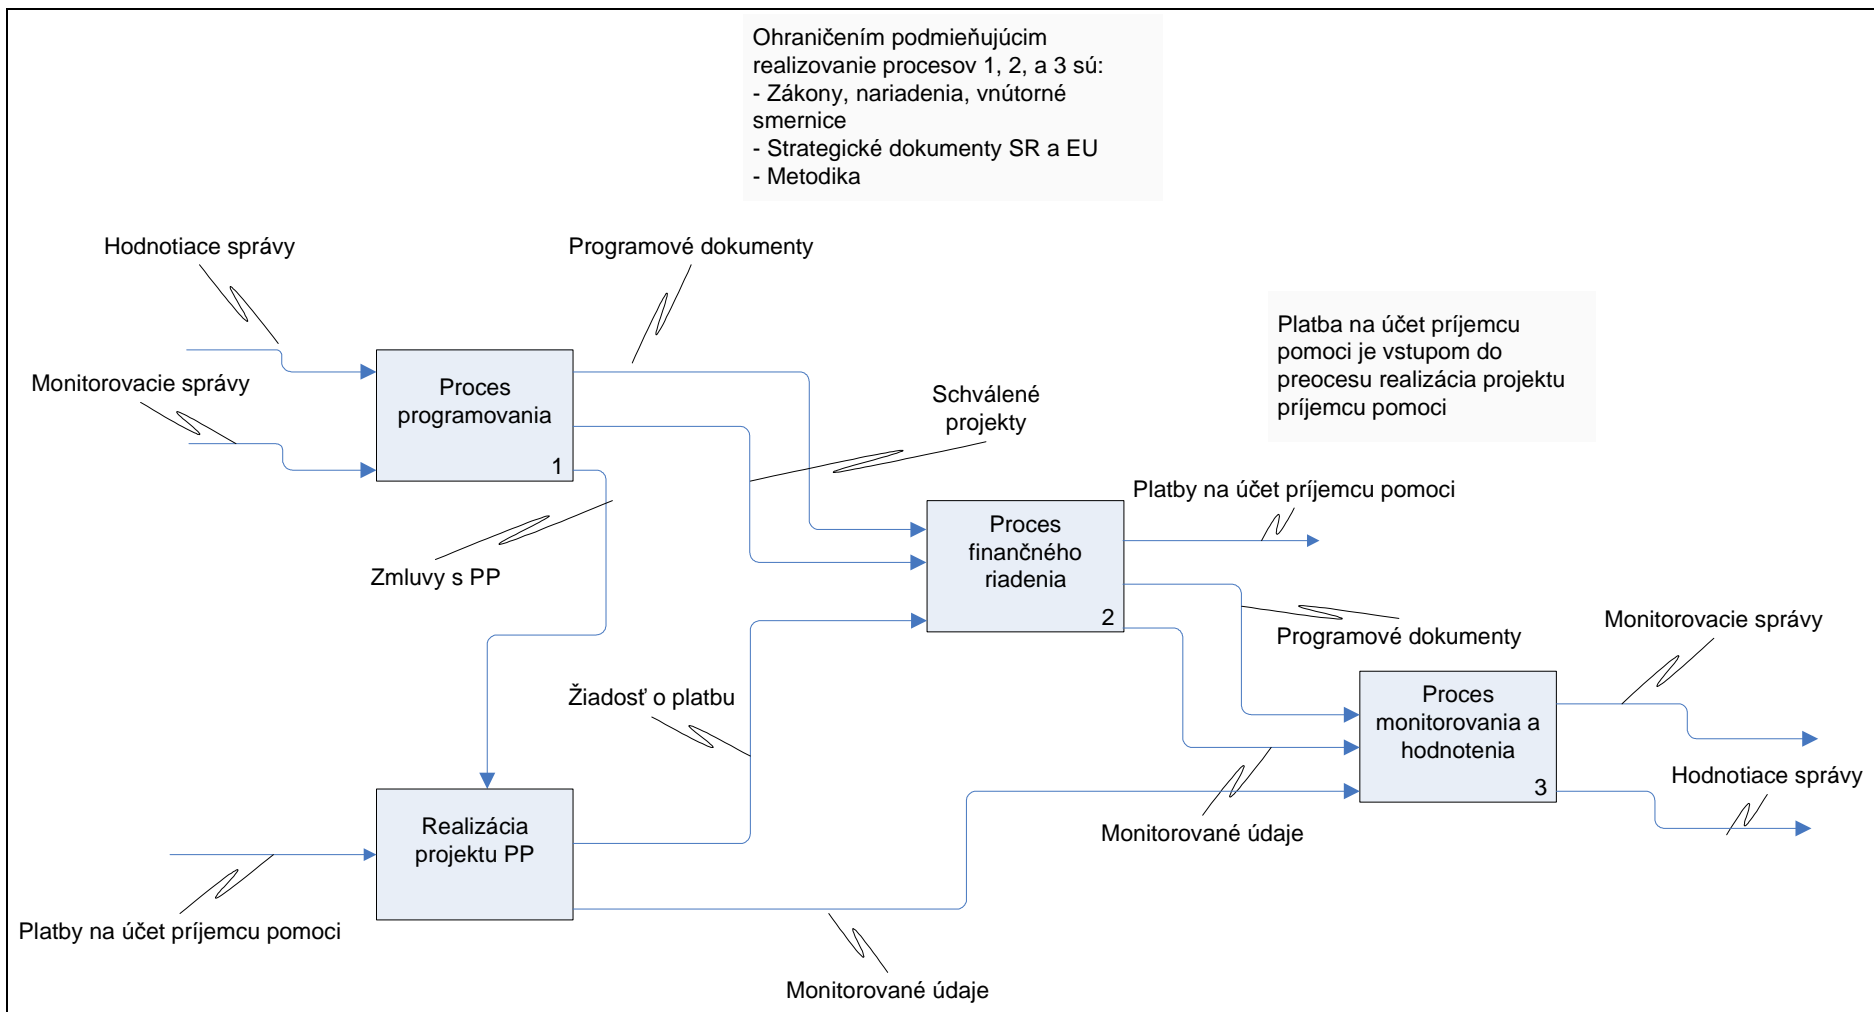 Ohraničením podmieňujúcim
realizovanie procesov 1, 2, a 3 sú:
- Zákony, nariadenia, vnútorné
smernice
- Strategické dokumenty SR a EU
- Metodika
Hodnotiace správy
Programové dokumenty
Platba na účet príjemcu
pomoci je vstupom do
preocesu realizácia projektu
príjemcu pomoci
Monitorovacie správy
Proces
programovania
1
Schválené
projekty
Platby na účet príjemcu pomoci
Proces
finančného
riadenia
2
Zmluvy s PP
Programové dokumenty
Monitorovacie správy
Žiadosť o platbu
Proces
monitorovania a
hodnotenia
3
Hodnotiace správy
Realizácia
projektu PP
Monitorované údaje
Platby na účet príjemcu pomoci
Monitorované údaje